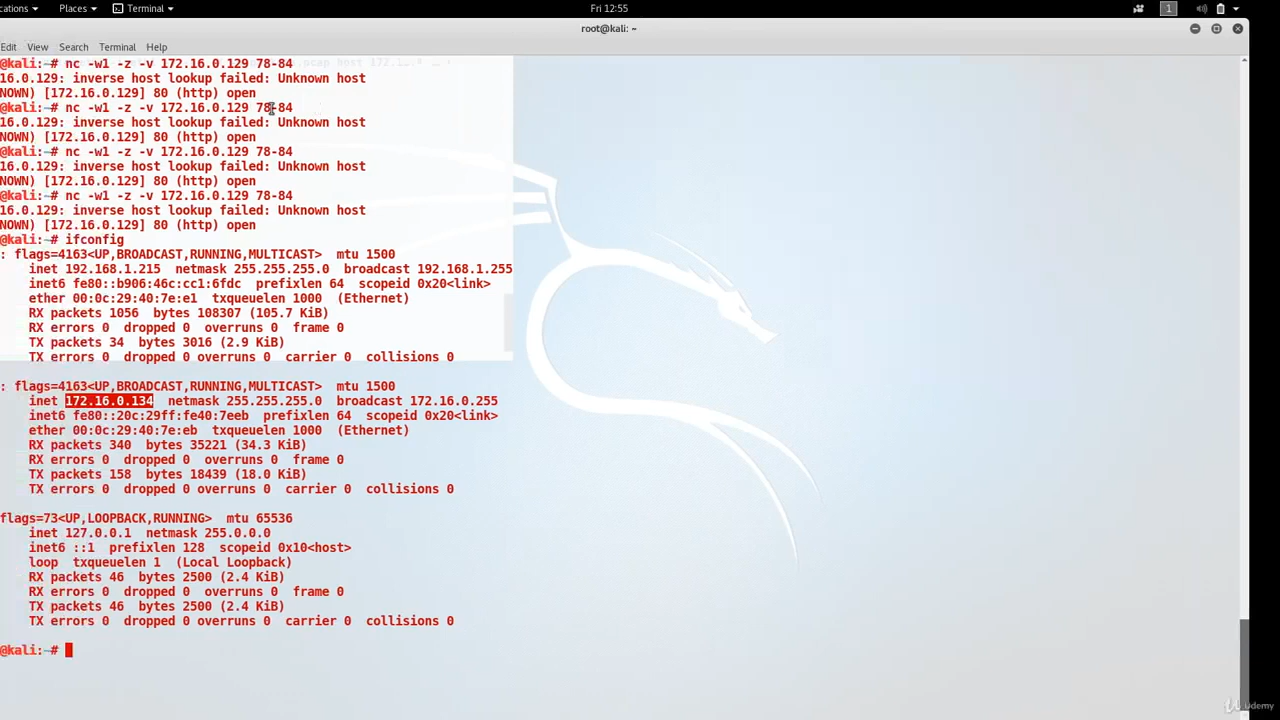 cations Places Terminal Fri 12:55 1
root@kali: ~
Edit View Search Terminal Help
@kali:~# nc -w1 -z -v 172.16.0.129 78-84
16.0.129: inverse host lookup failed: Unknown host
NOWN) [172.16.0.129] 80 (http) open
@kali:~# nc -w1 -z -v 172.16.0.129 78-84
16.0.129: inverse host lookup failed: Unknown host
NOWN) [172.16.0.129] 80 (http) open
@kali:~# nc -w1 -z -v 172.16.0.129 78-84
16.0.129: inverse host lookup failed: Unknown host
NOWN) [172.16.0.129] 80 (http) open
@kali:~# nc -w1 -z -v 172.16.0.129 78-84
16.0.129: inverse host lookup failed: Unknown host
NOWN) [172.16.0.129] 80 (http) open
@kali:~# ifconfig
: flags=4163<UP,BROADCAST,RUNNING,MULTICAST> mtu 1500
inet 192.168.1.215 netmask 255.255.255.0 broadcast 192.168.1.255
inet6 fe80::b906:46c:cc1:6fdc prefixlen 64 scopeid 0x20<link>
ether 00:0c:29:40:7e:e1 txqueuelen 1000 (Ethernet)
RX packets 1056 bytes 108307 (105.7 KiB)
RX errors 0 dropped 0 overruns 0 frame 0
TX packets 34 bytes 3016 (2.9 KiB)
TX errors 0 dropped 0 overruns 0 carrier 0 collisions 0
: flags=4163<UP,BROADCAST,RUNNING,MULTICAST> mtu 1500
inet 172.16.0.134 netmask 255.255.255.0 broadcast 172.16.0.255
inet6 fe80::20c:29ff:fe40:7eeb prefixlen 64 scopeid 0x20<link>
ether 00:0c:29:40:7e:eb txqueuelen 1000 (Ethernet)
RX packets 340 bytes 35221 (34.3 KiB)
RX errors 0 dropped 0 overruns 0 frame 0
TX packets 158 bytes 18439 (18.0 KiB)
TX errors 0 dropped 0 overruns 0 carrier 0 collisions 0
flags=73<UP,LOOPBACK,RUNNING> mtu 65536
inet 127.0.0.1 netmask 255.0.0.0
inet6 ::1 prefixlen 128 scopeid 0x10<host>
loop txqueuelen 1 (Local Loopback)
RX packets 46 bytes 2500 (2.4 KiB)
RX errors 0 dropped 0 overruns 0 frame 0
TX packets 46 bytes 2500 (2.4 KiB)
TX errors 0 dropped 0 overruns 0 carrier 0 collisions 0
@kali:~#
Udemy